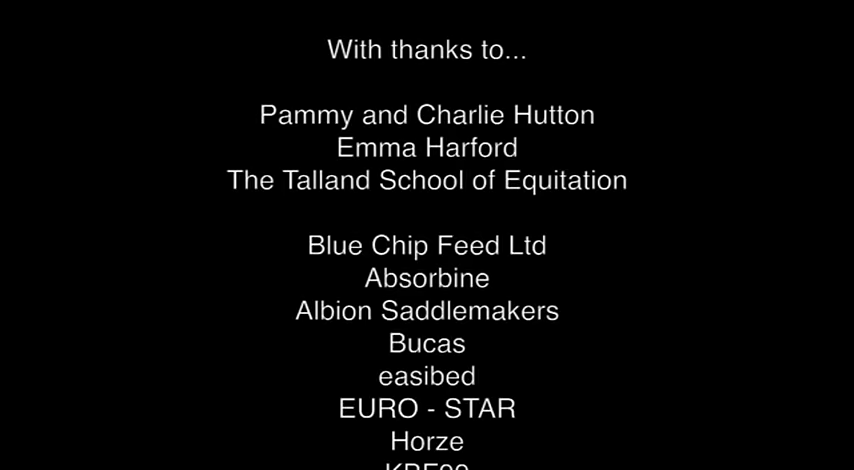 With thanks to...
Pammy and Charlie Hutton
Emma Harford
The Talland School of Equitation
Blue Chip Feed Ltd
Absorbine
Albion Saddlemakers
Bucas
easibed
EURO - STAR
Horze